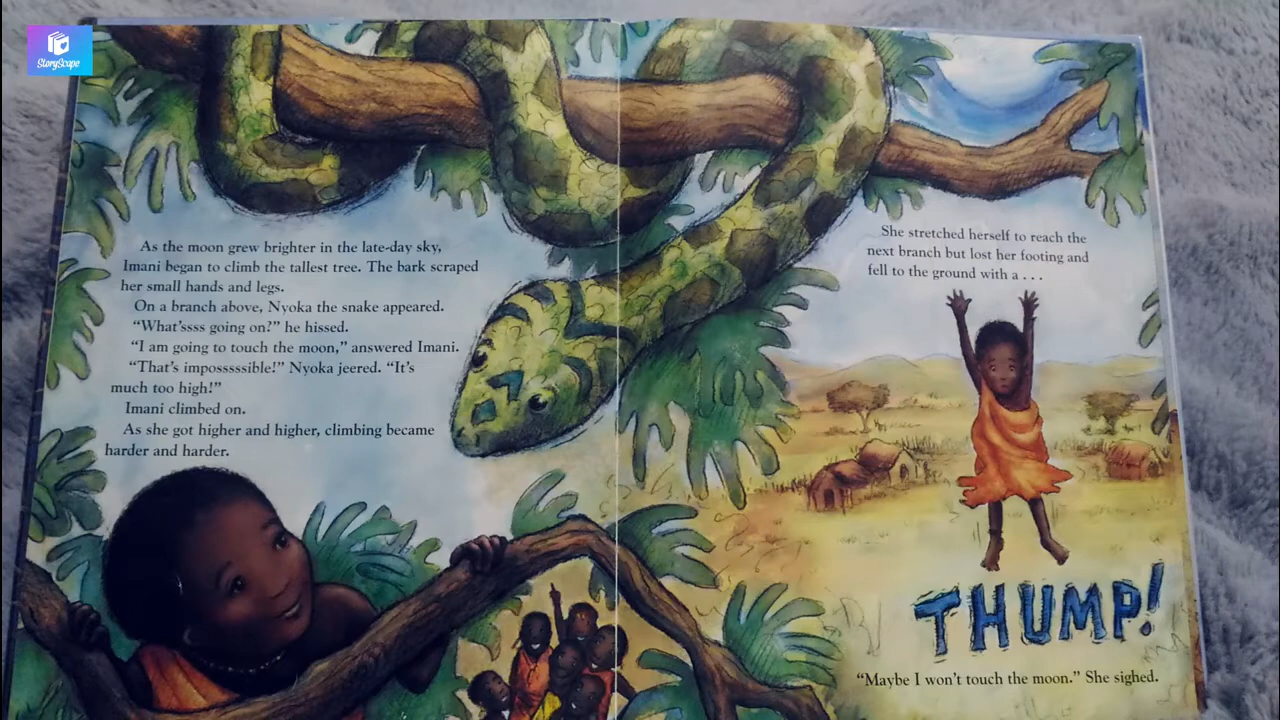 StoryScape
As the moon grew brighter in the late-day sky,
Imani began to climb the tallest tree. The bark scraped
her small hands and legs.
On a branch above, Nyoka the snake appeared.
“What'ssss going on?” he hissed.
“I am going to touch the moon,” answered Imani.
“That's impossssssible!” Nyoka jeered. “It's
much too high!”
Imani climbed on.
As she got higher and higher, climbing became
harder and harder.
She stretched herself to reach the
next branch but lost her footing and
fell to the ground with a . . .
THUMP!
“Maybe I won't touch the moon.” She sighed.